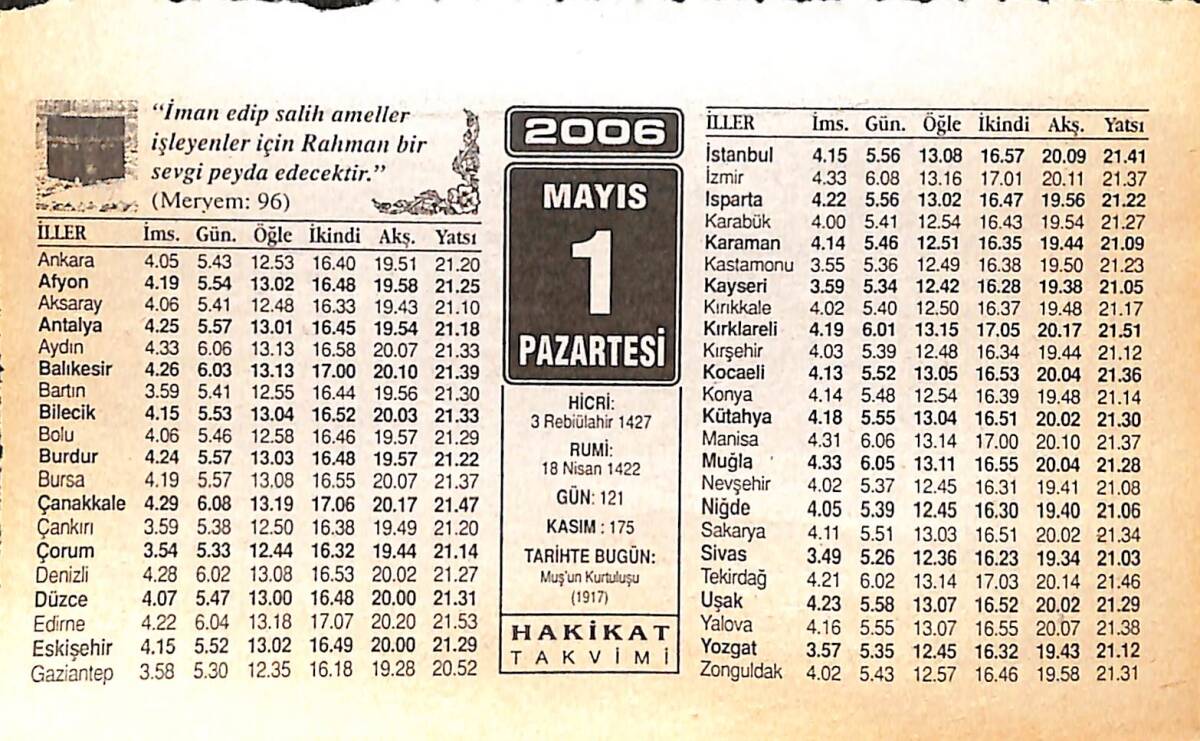 “İman edip salih ameller
işleyenler için Rahman bir
sevgi peyda edecektir.”
(Meryem: 96)
İLLER İms. Gün. Öğle İkindi Akş. Yatsı
Ankara 4.05 5.43 12.53 16.40 19.51 21.20
Afyon 4.19 5.54 13.02 16.48 19.58 21.25
Aksaray 4.06 5.41 12.48 16.33 19.43 21.10
Antalya 4.25 5.57 13.01 16.45 19.54 21.18
Aydın 4.33 6.06 13.13 16.58 20.07 21.33
Balıkesir 4.26 6.03 13.13 17.00 20.10 21.39
Bartın 3.59 5.41 12.55 16.44 19.56 21.30
Bilecik 4.15 5.53 13.04 16.52 20.03 21.33
Bolu 4.06 5.46 12.58 16.46 19.57 21.29
Burdur 4.24 5.57 13.03 16.48 19.57 21.22
Bursa 4.19 5.57 13.08 16.55 20.07 21.37
Çanakkale 4.29 6.08 13.19 17.06 20.17 21.47
Çankırı 3.59 5.38 12.50 16.38 19.49 21.20
Çorum 3.54 5.33 12.44 16.32 19.44 21.14
Denizli 4.28 6.02 13.08 16.53 20.02 21.27
Düzce 4.07 5.47 13.00 16.48 20.00 21.31
Edirne 4.22 6.04 13.18 17.07 20.20 21.53
Eskişehir 4.15 5.52 13.02 16.49 20.00 21.29
Gaziantep 3.58 5.30 12.35 16.18 19.28 20.52
2006
MAYIS
1
PAZARTESİ
HİCRİ:
3 Rebiülahir 1427
RUMİ:
18 Nisan 1422
GÜN: 121
KASIM : 175
TARİHTE BUGÜN:
Muş'un Kurtuluşu
(1917)
HAKİKAT
TAKVİMİ
İLLER İms. Gün. Öğle İkindi Akş. Yatsı
İstanbul 4.15 5.56 13.08 16.57 20.09 21.41
İzmir 4.33 6.08 13.16 17.01 20.11 21.37
Isparta 4.22 5.56 13.02 16.47 19.56 21.22
Karabük 4.00 5.41 12.54 16.43 19.54 21.27
Karaman 4.14 5.46 12.51 16.35 19.44 21.09
Kastamonu 3.55 5.36 12.49 16.38 19.50 21.23
Kayseri 3.59 5.34 12.42 16.28 19.38 21.05
Kırıkkale 4.02 5.40 12.50 16.37 19.48 21.17
Kırklareli 4.19 6.01 13.15 17.05 20.17 21.51
Kırşehir 4.03 5.39 12.48 16.34 19.44 21.12
Kocaeli 4.13 5.52 13.05 16.53 20.04 21.36
Konya 4.14 5.48 12.54 16.39 19.48 21.14
Kütahya 4.18 5.55 13.04 16.51 20.02 21.30
Manisa 4.31 6.06 13.14 17.00 20.10 21.37
Muğla 4.33 6.05 13.11 16.55 20.04 21.28
Nevşehir 4.02 5.37 12.45 16.31 19.41 21.08
Niğde 4.05 5.39 12.45 16.30 19.40 21.06
Sakarya 4.11 5.51 13.03 16.51 20.02 21.34
Sivas 3.49 5.26 12.36 16.23 19.34 21.03
Tekirdağ 4.21 6.02 13.14 17.03 20.14 21.46
Uşak 4.23 5.58 13.07 16.52 20.02 21.29
Yalova 4.16 5.55 13.07 16.55 20.07 21.38
Yozgat 3.57 5.35 12.45 16.32 19.43 21.12
Zonguldak 4.02 5.43 12.57 16.46 19.58 21.31